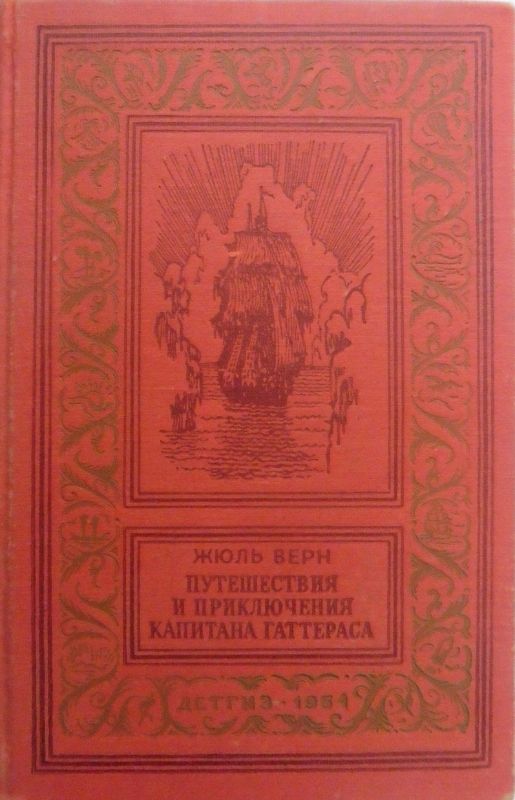 ЖЮЛЬ ВЕРН
ПУТЕШЕСТВИЯ
И ПРИКЛЮЧЕНИЯ
КАПИТАНА ГАТТЕРАСА
ДЕТГИЗ · 1954